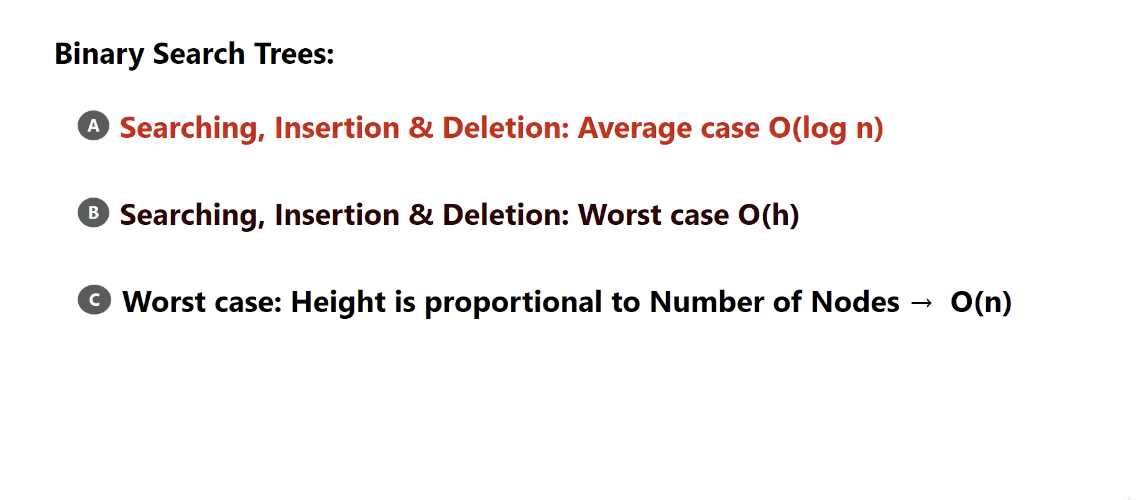 Binary Search Trees:
A Searching, Insertion & Deletion: Average case O(log n)
B Searching, Insertion & Deletion: Worst case O(h)
C Worst case: Height is proportional to Number of Nodes → O(n)